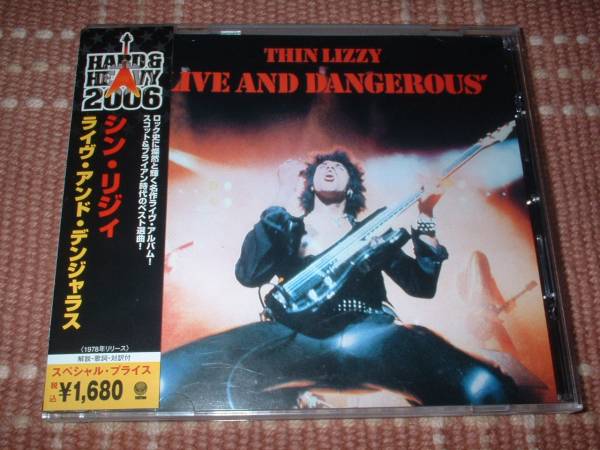 HARD &
HEAVY
2006
シン・リジィ
ライヴ・アンド・デンジャラス
ロック史に燦然と輝く名作ライヴ・アルバム!
スコット&ブライアン時代のベスト選曲!
〈1978年リリース〉
解説・歌詞・対訳付
スペシャル・プライス
税込 ¥1,680
THIN LIZZY
LIVE AND DANGEROUS